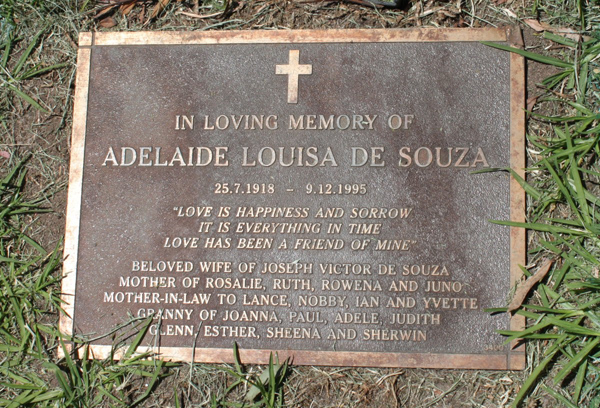 IN LOVING MEMORY OF
ADELAIDE LOUISA DE SOUZA
25.7.1918 - 9.12.1995
"LOVE IS HAPPINESS AND SORROW
IT IS EVERYTHING IN TIME
LOVE HAS BEEN A FRIEND OF MINE"
BELOVED WIFE OF JOSEPH VICTOR DE SOUZA
MOTHER OF ROSALIE, RUTH, ROWENA AND JUNO
MOTHER-IN-LAW TO LANCE, NOBBY, IAN AND YVETTE
GRANNY OF JOANNA, PAUL, ADELE, JUDITH
GLENN, ESTHER, SHEENA AND SHERWIN